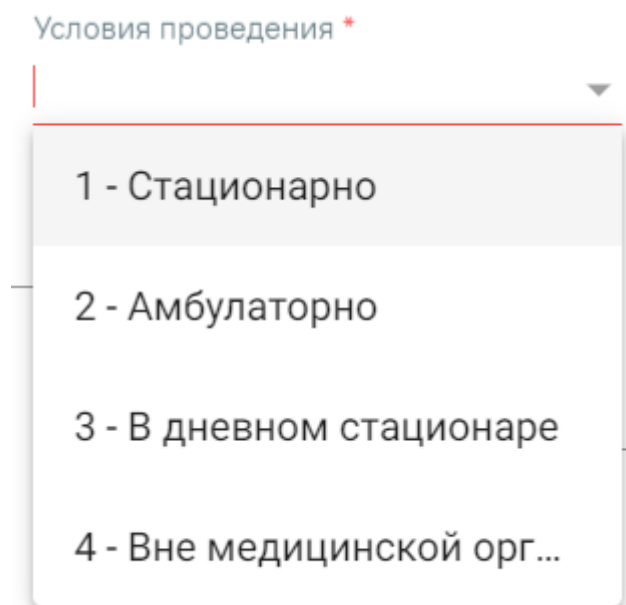 Условия проведения *
1 - Стационарно
2 - Амбулаторно
3 - В дневном стационаре
4 - Вне медицинской орг...